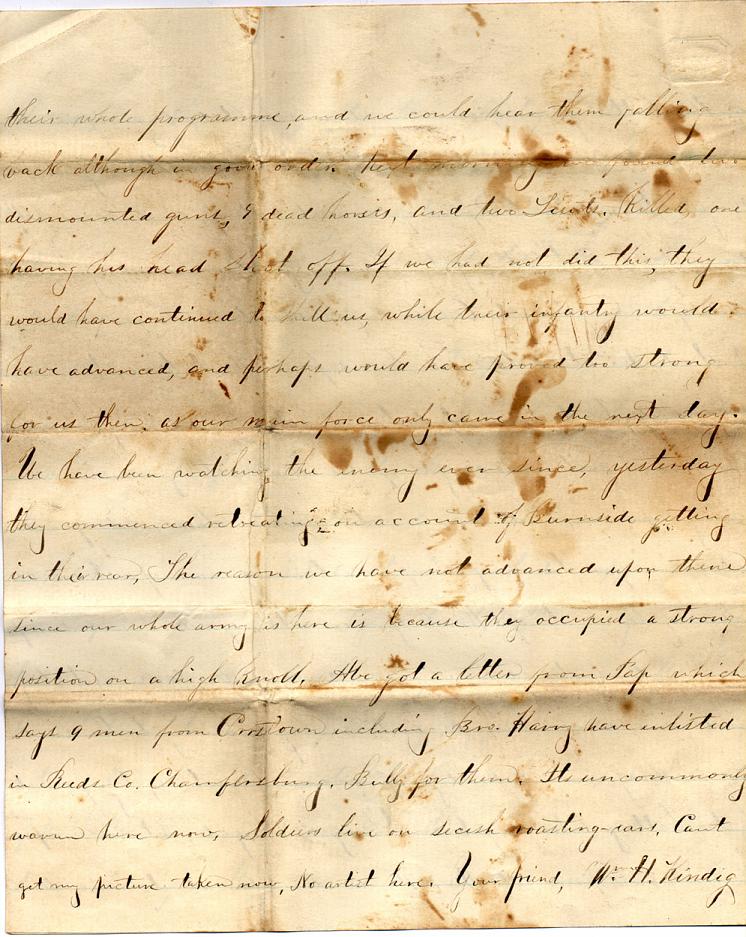 their whole programme, and we could hear them falling
back although in good order. Next morning we found two
dismounted guns, 9 dead horses, and two Secesh. Killed, one
having his head shot off. If we had not did this, they
would have continued to kill us, while their infantry would
have advanced, and perhaps would have proved too strong
for us then, as our main force only came in the next day.
We have been watching the enemy ever since, yesterday
they commenced retreating on account of Burnside getting
in their rear, The reason we have not advanced upon them
since our whole army is here is because they occupied a strong
position on a high Knoll. Abe got a letter from Pap which
says 9 men from including Bro. Harry have enlisted
in Reeds Co. Chambersburg. Bully for them. Its uncommonly
warm here now, Soldiers live on secesh roasting-ears, Cant
get my picture taken now, No artist here. Your friend, Wm. H. Kindig